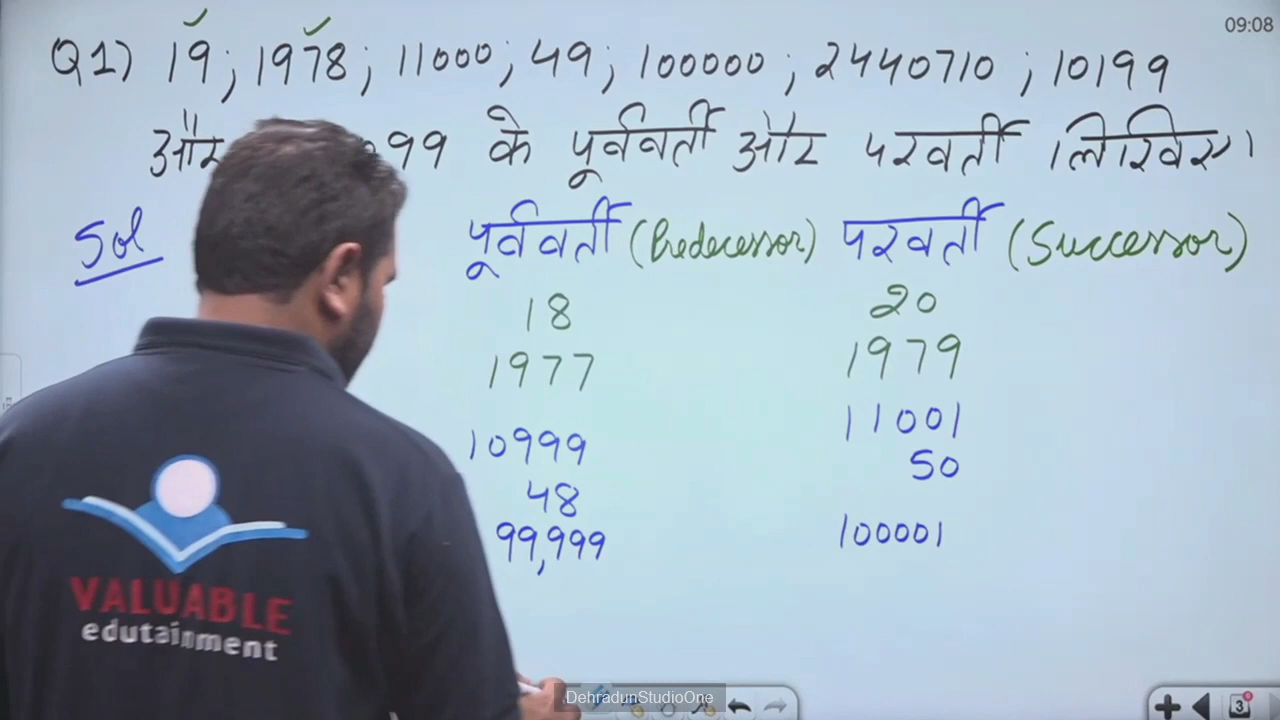 09:08
Q1) 19 ; 1978 ; 11000 ; 49 ; 100000 ; 2440710 ; 10199
और 99 के पूर्ववर्ती और परवर्ती लिखिए।
Sol पूर्ववर्ती (Predecessor) परवर्ती (Successor)
18 20
1977 1979
10999 11001
48 50
99,999 100001
VALUABLE
edutainment
DehradunStudioOne
3